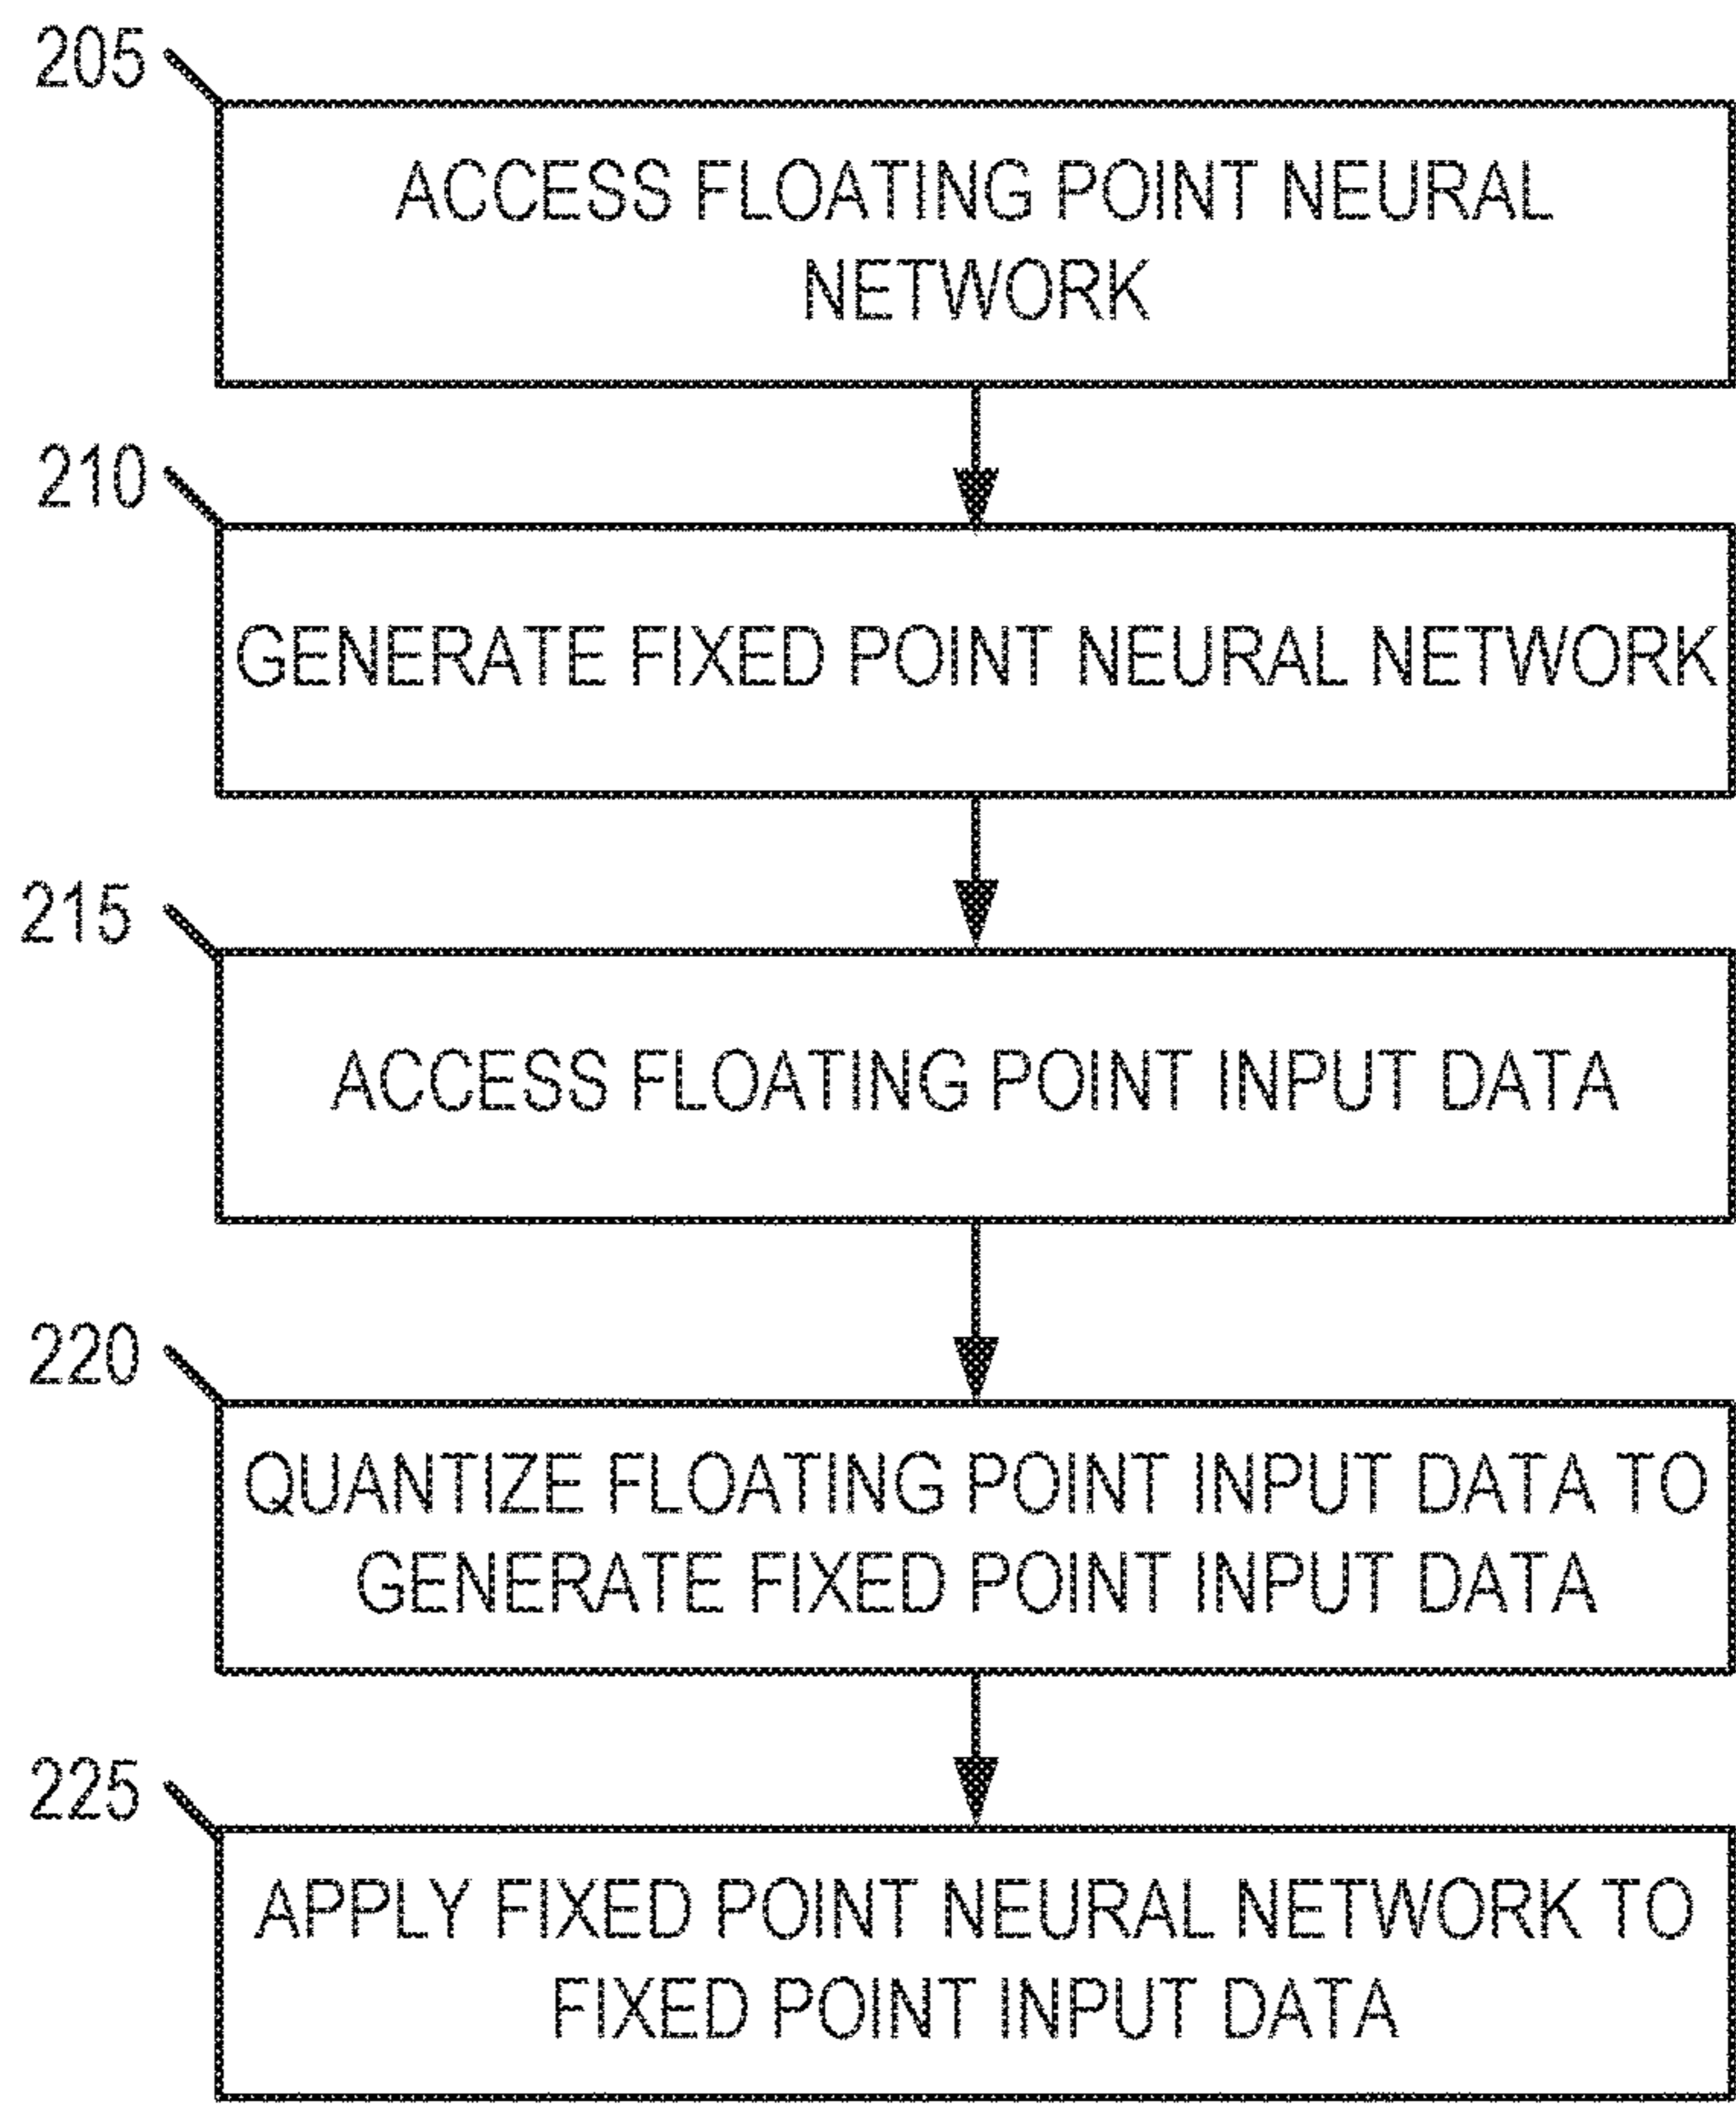 205
ACCESS FLOATING POINT NEURAL
NETWORK
210
GENERATE FIXED POINT NEURAL NETWORK
215
ACCESS FLOATING POINT INPUT DATA
220
QUANTIZE FLOATING POINT INPUT DATA TO
GENERATE FIXED POINT INPUT DATA
225
APPLY FIXED POINT NEURAL NETWORK TO
FIXED POINT INPUT DATA